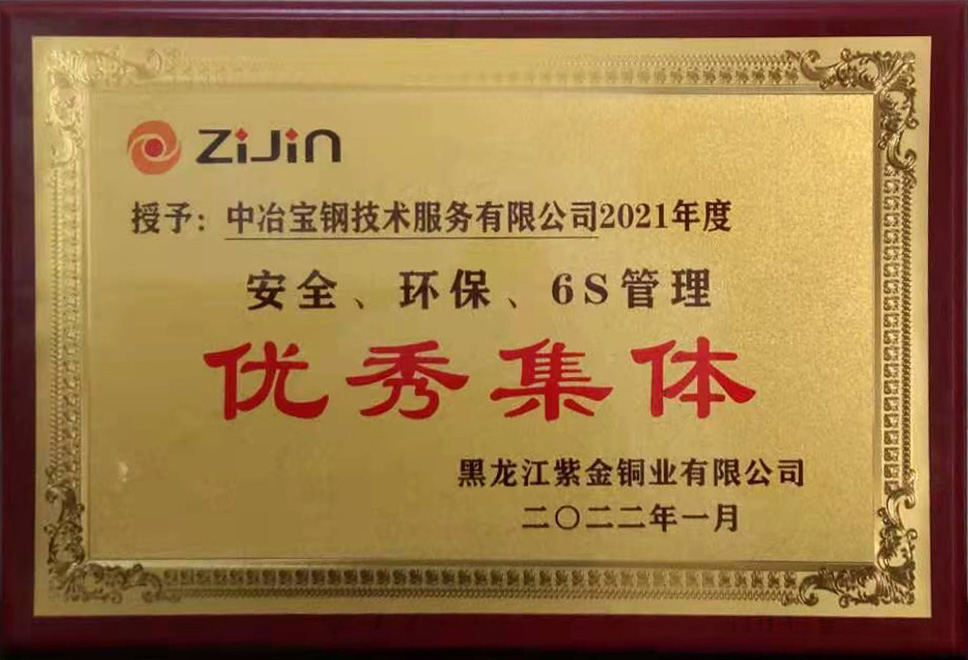 ZiJin
授予：中冶宝钢技术服务有限公司2021年度
安全、环保、6S管理
优秀集体
黑龙江紫金铜业有限公司
二〇二二年一月